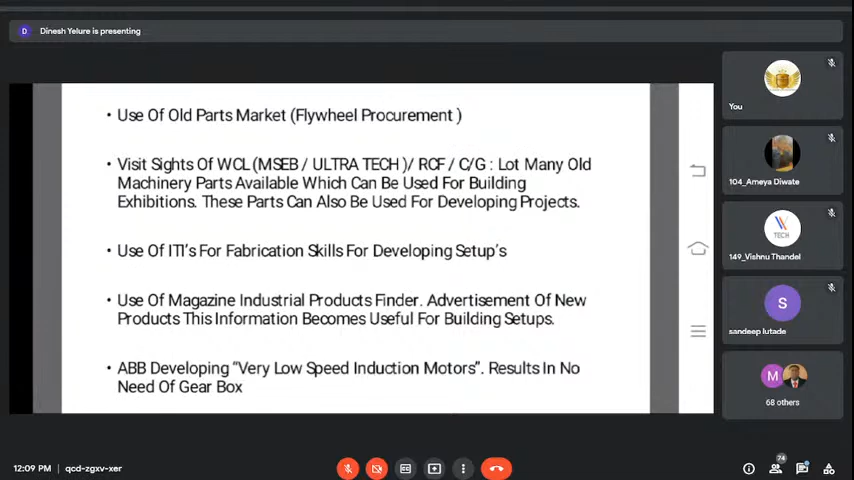 D Dinesh Yelure is presenting
• Use Of Old Parts Market (Flywheel Procurement )
• Visit Sights Of WCL (MSEB / ULTRA TECH )/ RCF / C/G : Lot Many Old
Machinery Parts Available Which Can Be Used For Building
Exhibitions. These Parts Can Also Be Used For Developing Projects.
• Use Of ITI's For Fabrication Skills For Developing Setup's
• Use Of Magazine Industrial Products Finder. Advertisement Of New
Products This Information Becomes Useful For Building Setups.
• ABB Developing “Very Low Speed Induction Motors”. Results In No
Need Of Gear Box
You
104_Ameya Diwate
TECH
149_Vishnu Thandel
S
sandeep lutade
M
68 others
12:09 PM | qcd-zgxv-xer
74